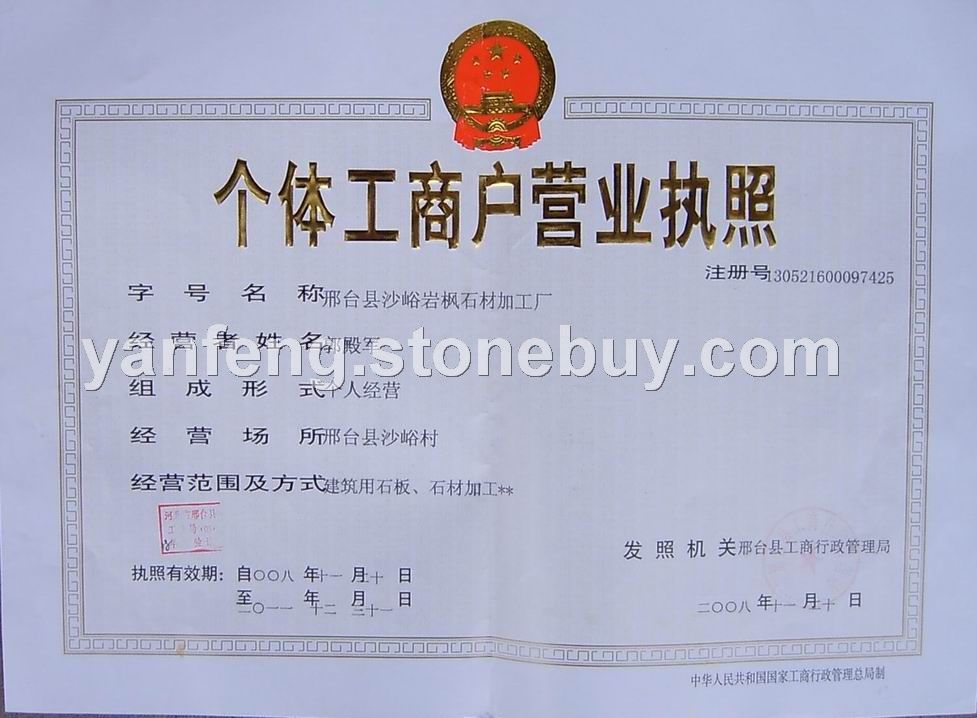 个体工商户营业执照
注册号130521600097425
字号名称邢台县沙峪岩枫石材加工厂
经营者姓名郭殿军
yanfeng.stonebuy.com
组成形式个人经营
经营场所邢台县沙峪村
经营范围及方式建筑用石板、石材加工**
发照机关邢台县工商行政管理局
执照有效期:自〇〇八年十一月二十日
至二〇一一年十二月三十一日
二〇〇八年十一月二十日
中华人民共和国国家工商行政管理总局制